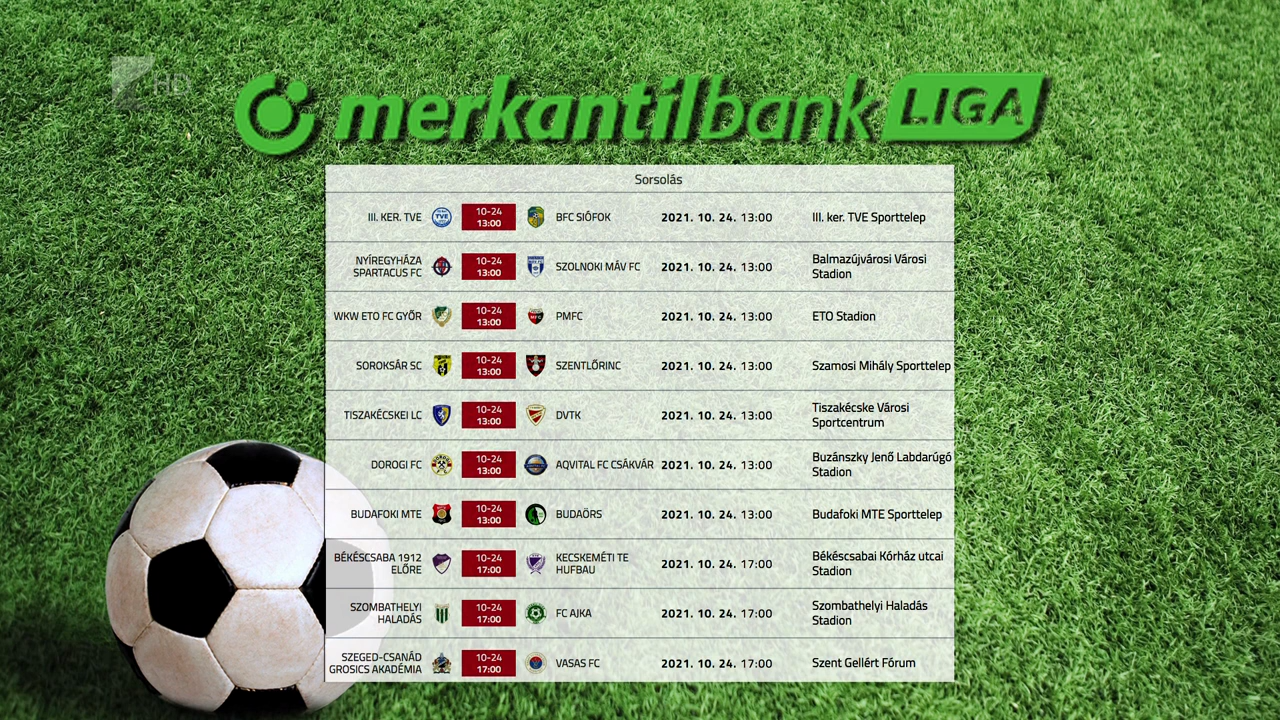 HD
merkantilbank LIGA
Sorsolás
III. KER. TVE 10-24 13:00 BFC SIÓFOK 2021. 10. 24. 13:00 III. ker. TVE Sporttelep
NYÍREGYHÁZA SPARTACUS FC 10-24 13:00 SZOLNOKI MÁV FC 2021. 10. 24. 13:00 Balmazújvárosi Városi Stadion
WKW ETO FC GYŐR 10-24 13:00 PMFC 2021. 10. 24. 13:00 ETO Stadion
SOROKSÁR SC 10-24 13:00 SZENTLŐRINC 2021. 10. 24. 13:00 Szamosi Mihály Sporttelep
TISZAKÉCSKEI LC 10-24 13:00 DVTK 2021. 10. 24. 13:00 Tiszakécske Városi Sportcentrum
DOROGI FC 10-24 13:00 AQVITAL FC CSÁKVÁR 2021. 10. 24. 13:00 Buzánszky Jenő Labdarúgó Stadion
BUDAFOKI MTE 10-24 13:00 BUDAÖRS 2021. 10. 24. 13:00 Budafoki MTE Sporttelep
BÉKÉSCSABA 1912 ELŐRE 10-24 17:00 KECSKEMÉTI TE HUFBAU 2021. 10. 24. 17:00 Békéscsabai Kórház utcai Stadion
SZOMBATHELYI HALADÁS 10-24 17:00 FC AJKA 2021. 10. 24. 17:00 Szombathelyi Haladás Stadion
SZEGED-CSANÁD GROSICS AKADÉMIA 10-24 17:00 VASAS FC 2021. 10. 24. 17:00 Szent Gellért Fórum